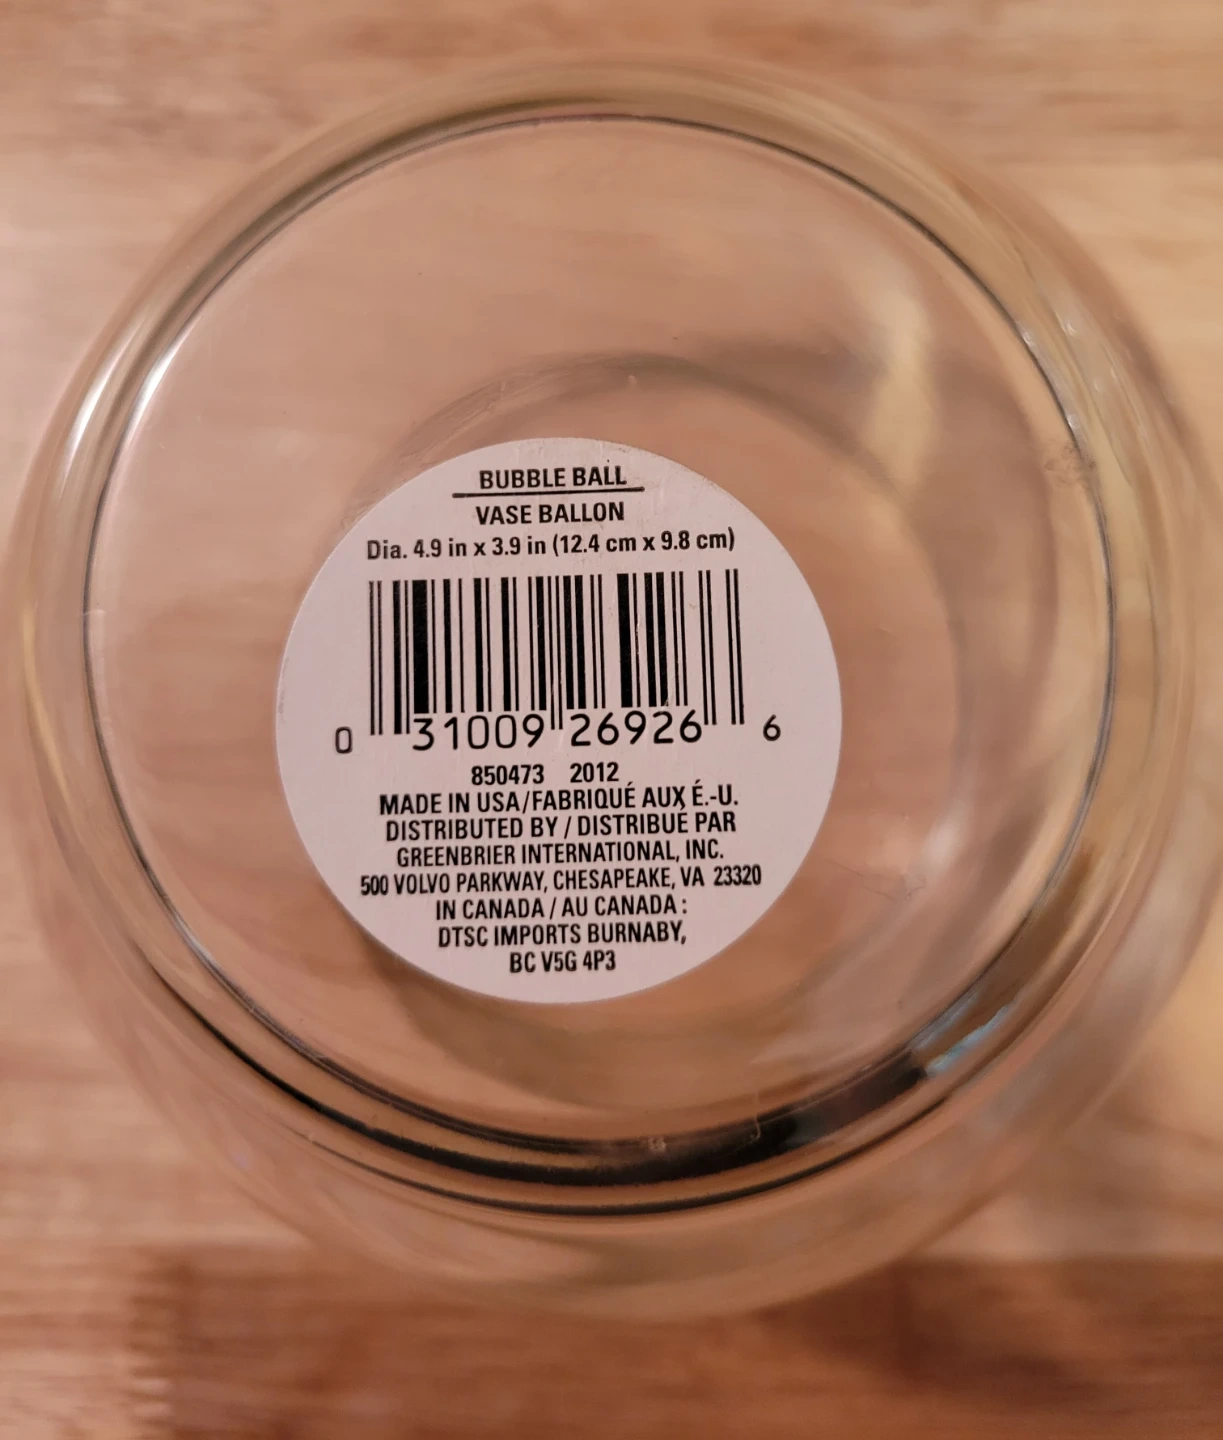 BUBBLE BALL
VASE BALLON
Dia. 4.9 in x 3.9 in (12.4 cm x 9.8 cm)
0 31009 26926 6
850473 2012
MADE IN USA/FABRIQUÉ AUX É.-U.
DISTRIBUTED BY / DISTRIBUÉ PAR
GREENBRIER INTERNATIONAL, INC.
500 VOLVO PARKWAY, CHESAPEAKE, VA 23320
IN CANADA / AU CANADA :
DTSC IMPORTS BURNABY,
BC V5G 4P3